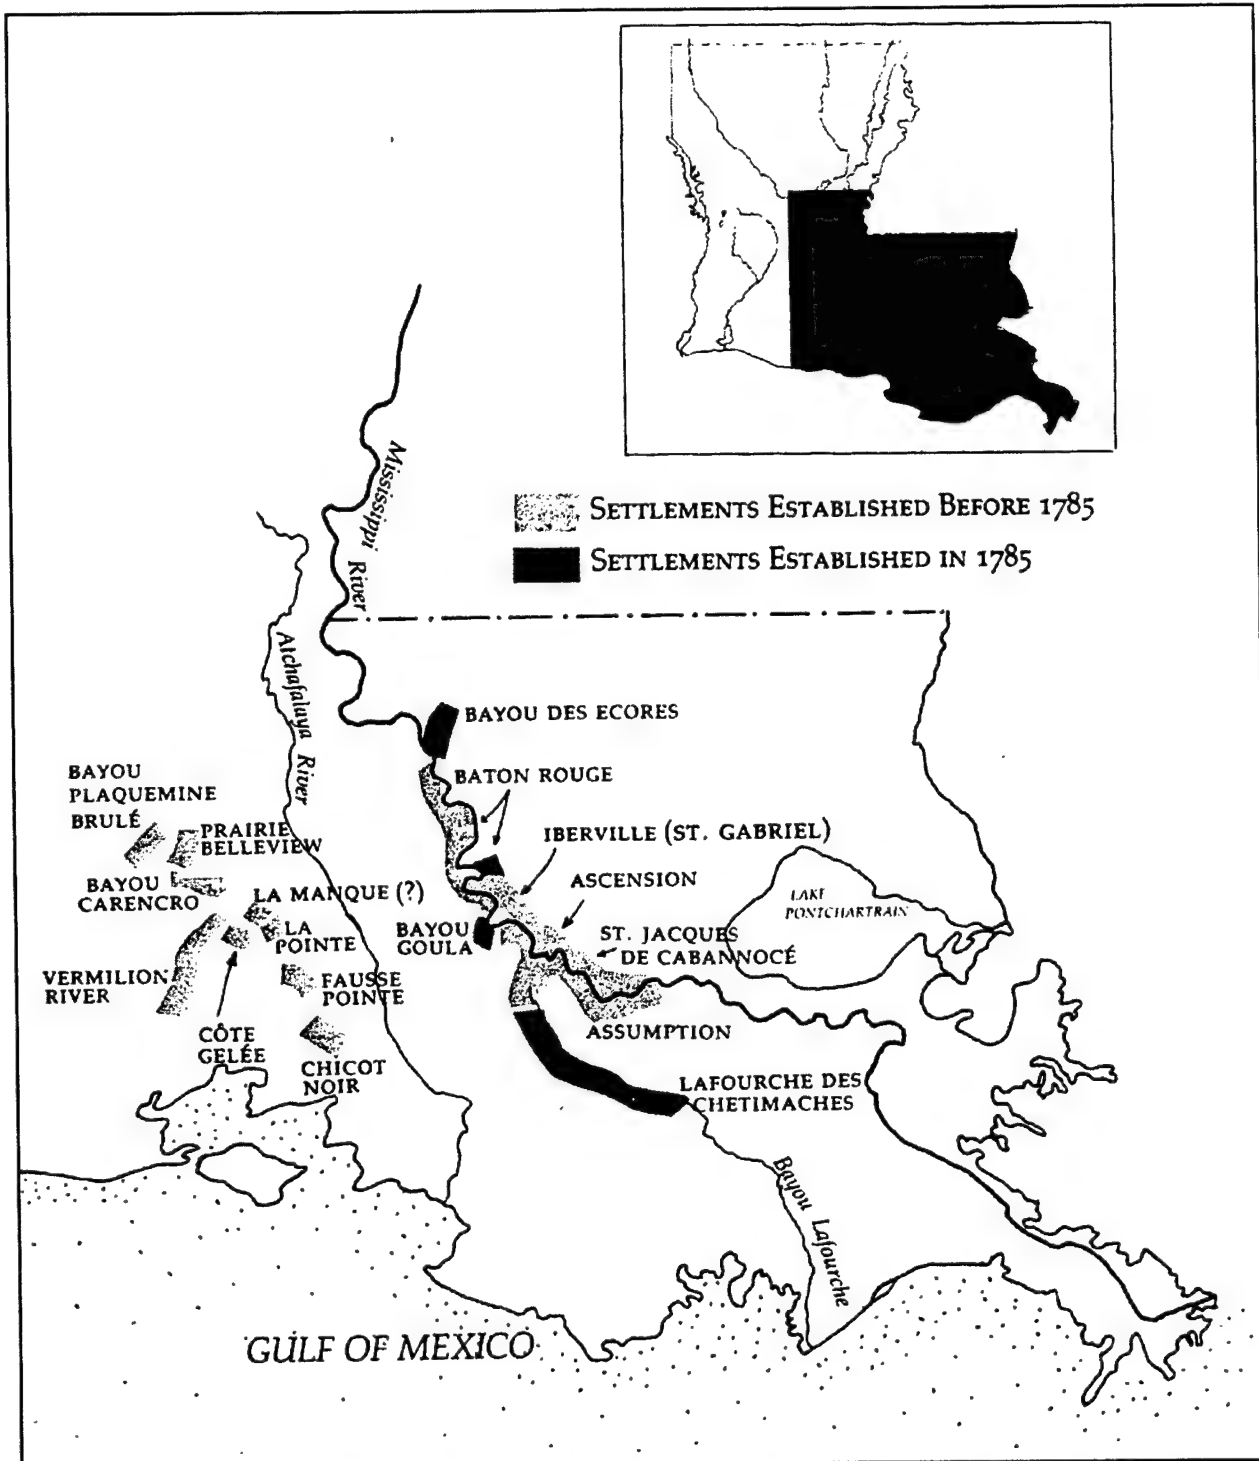 SETTLEMENTS ESTABLISHED BEFORE 1785
SETTLEMENTS ESTABLISHED IN 1785
Mississippi River
Atchafalaya River
BAYOU DES ECORES
BATON ROUGE
BAYOU
PLAQUEMINE
BRULÉ
PRAIRIE
BELLEVIEW
IBERVILLE (ST. GABRIEL)
BAYOU
CARENCRO
LA MANQUE (?)
ASCENSION
LAKE
PONTCHARTRAIN
LA
POINTE
BAYOU
GOULA
ST. JACQUES
DE CABANNOCÉ
VERMILION
RIVER
FAUSSE
POINTE
CÔTE
GELÉE
ASSUMPTION
CHICOT
NOIR
LAFOURCHE DES
CHETIMACHES
Bayou Lafourche
GULF OF MEXICO